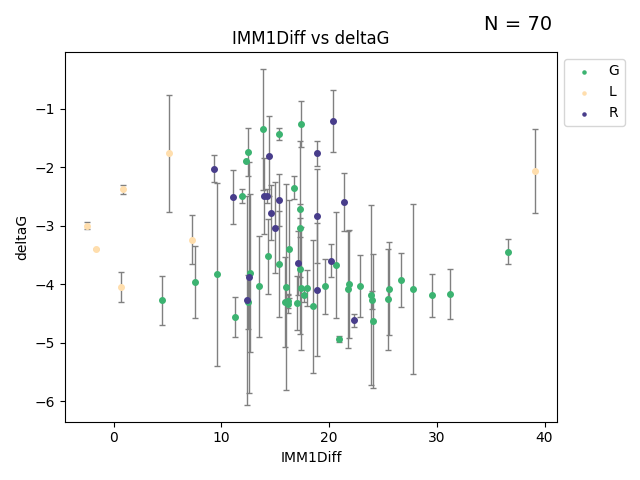 N = 70
IMM1Diff vs deltaG
G
L
R
deltaG
−1
−2
−3
−4
−5
−6
0 10 20 30 40
IMM1Diff